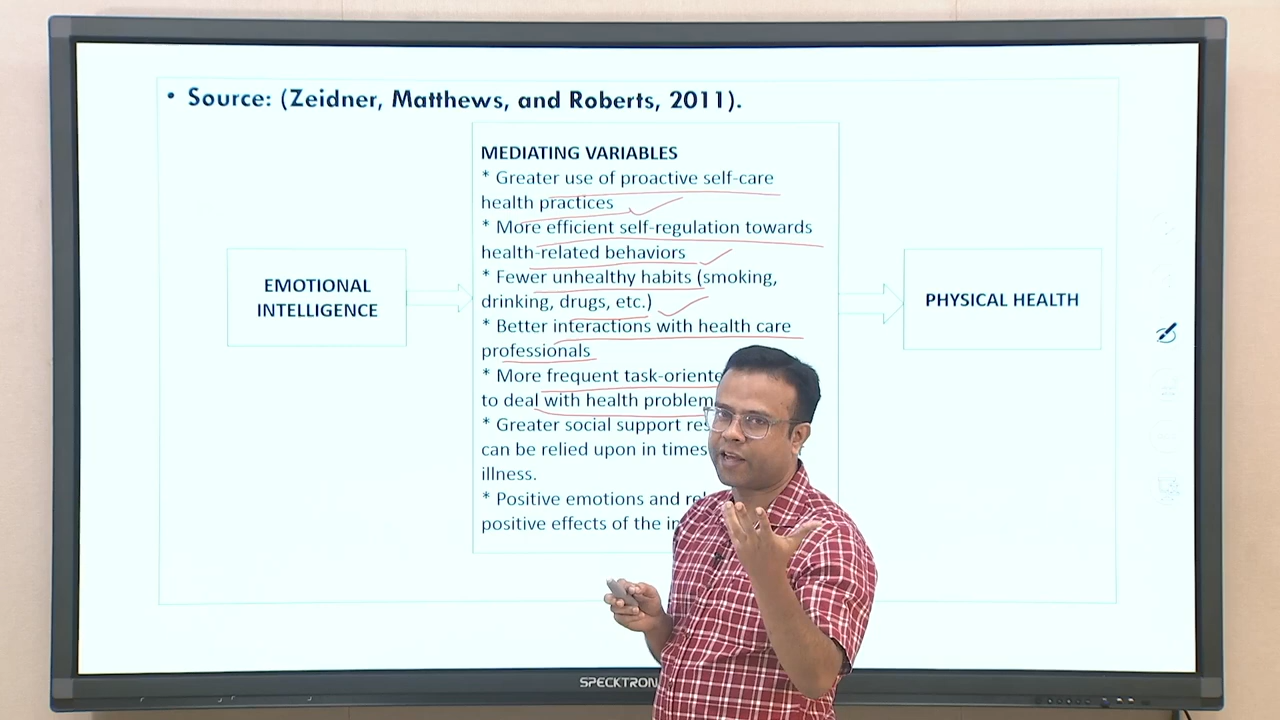 • Source: (Zeidner, Matthews, and Roberts, 2011).
MEDIATING VARIABLES
* Greater use of proactive self-care
health practices
* More efficient self-regulation towards
health-related behaviors
* Fewer unhealthy habits (smoking,
drinking, drugs, etc.)
* Better interactions with health care
professionals
* More frequent
to deal with health
* Greater social support
can be relied upon in times
illness.
* Positive emotions and
positive effects of the
EMOTIONAL
INTELLIGENCE
PHYSICAL HEALTH
SPECKTRON